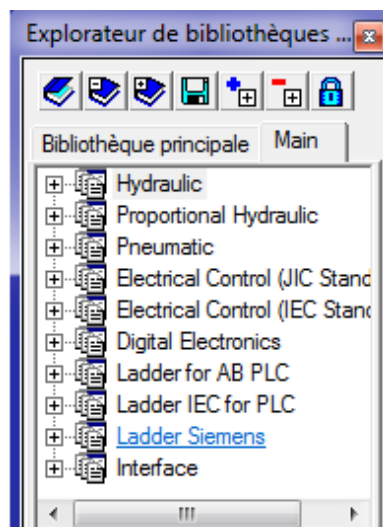 Explorateur de bibliothèques ...
Bibliothèque principale Main
Hydraulic
Proportional Hydraulic
Pneumatic
Electrical Control (JIC Stand
Electrical Control (IEC Stand
Digital Electronics
Ladder for AB PLC
Ladder IEC for PLC
Ladder Siemens
Interface